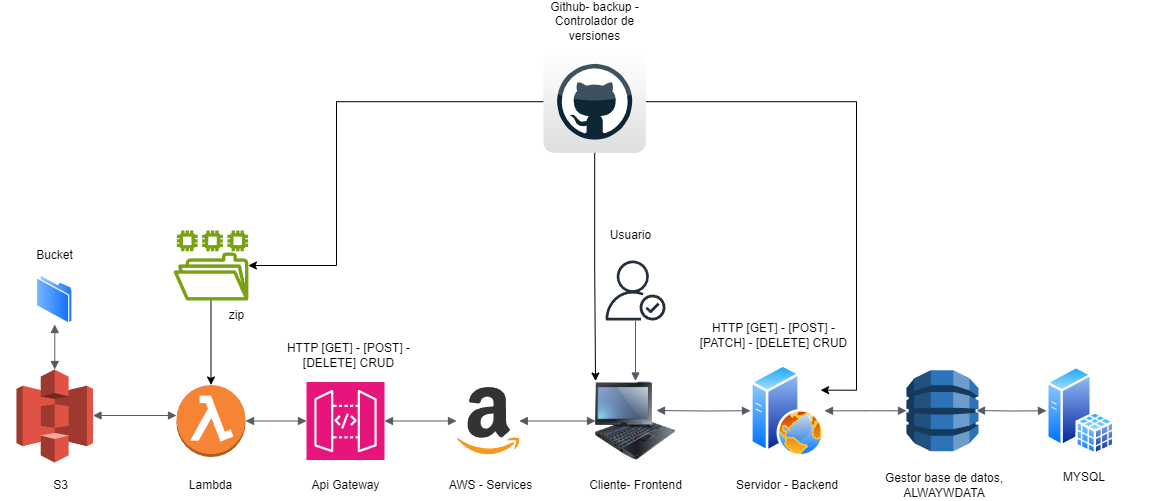 Github- backup -
Controlador de
versiones
Usuario
Bucket
zip
HTTP [GET] - [POST] -
[PATCH] - [DELETE] CRUD
HTTP [GET] - [POST] -
[DELETE] CRUD
S3
Lambda
Api Gateway
AWS - Services
Cliente- Frontend
Servidor - Backend
Gestor base de datos,
ALWAYWDATA
MYSQL